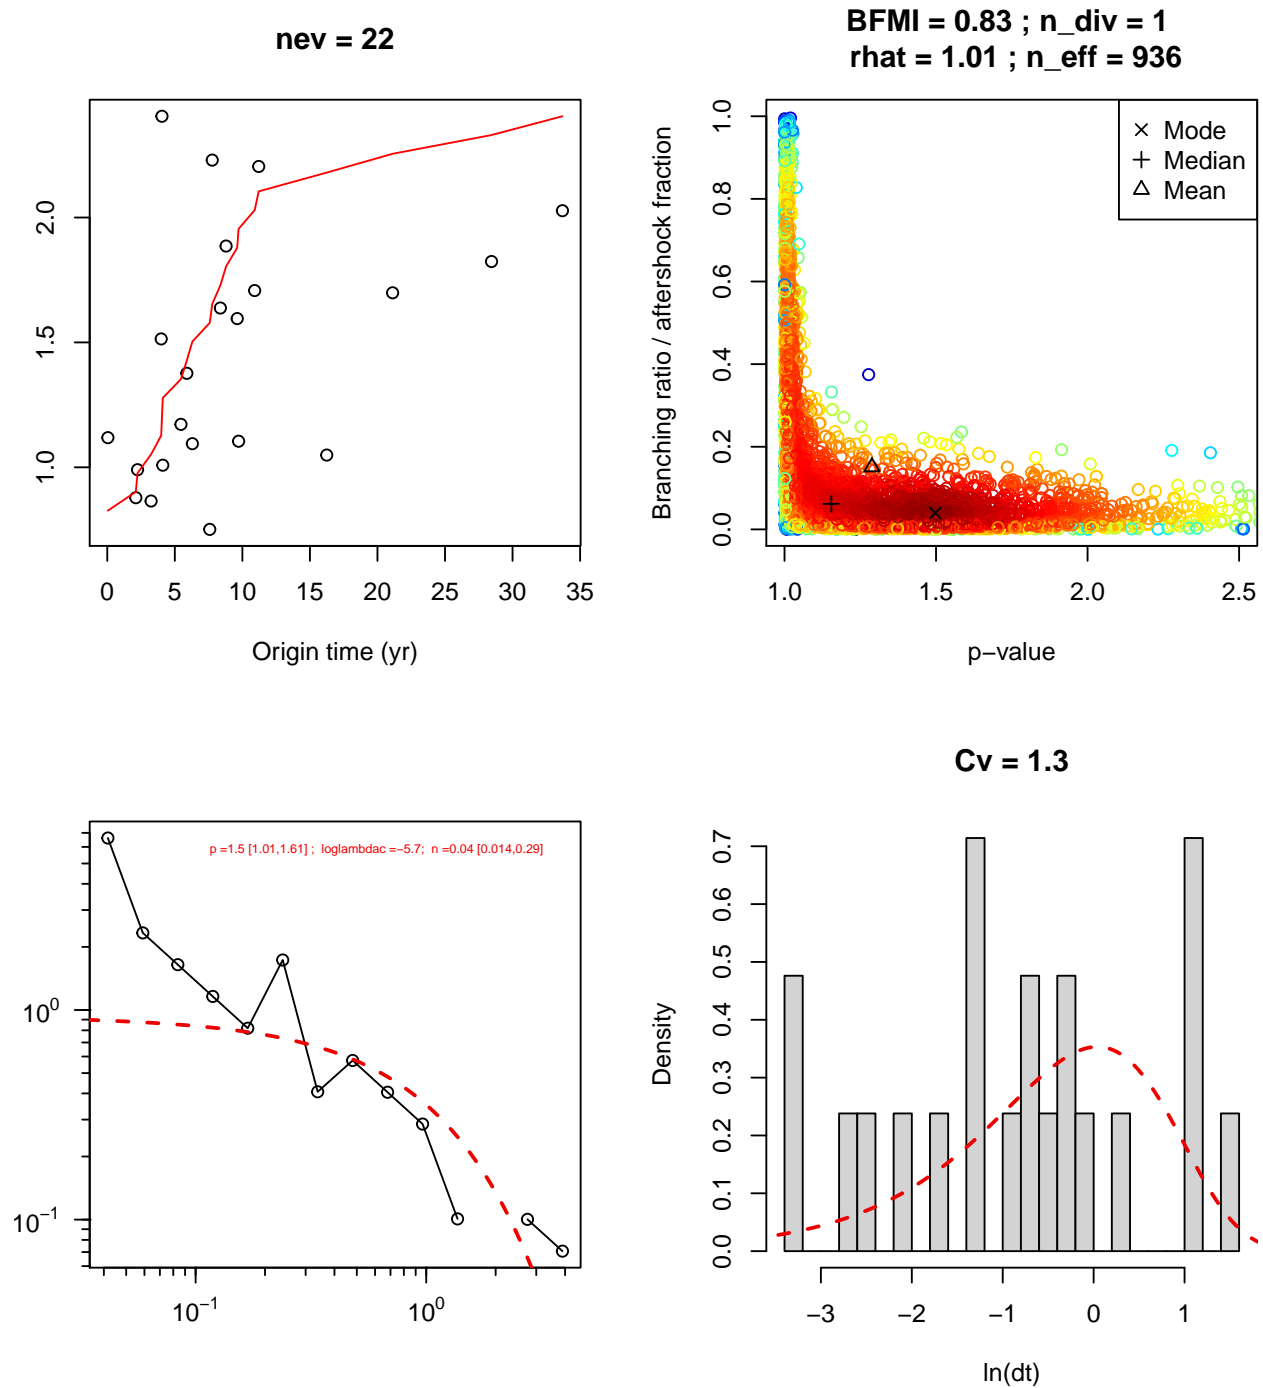 nev = 22
2.0
1.5
1.0
0 5 10 15 20 25 30 35
Origin time (yr)
BFMI = 0.83 ; n_div = 1
rhat = 1.01 ; n_eff = 936
Branching ratio / aftershock fraction
1.0
0.8
0.6
0.4
0.2
0.0
Mode
Median
Mean
1.0 1.5 2.0 2.5
p−value
p =1.5 [1.01,1.61] ; loglambdac =−5.7; n =0.04 [0.014,0.29]
10^0
10^−1
10^−1 10^0
Cv = 1.3
Density
0.7
0.6
0.5
0.4
0.3
0.2
0.1
0.0
−3 −2 −1 0 1
ln(dt)